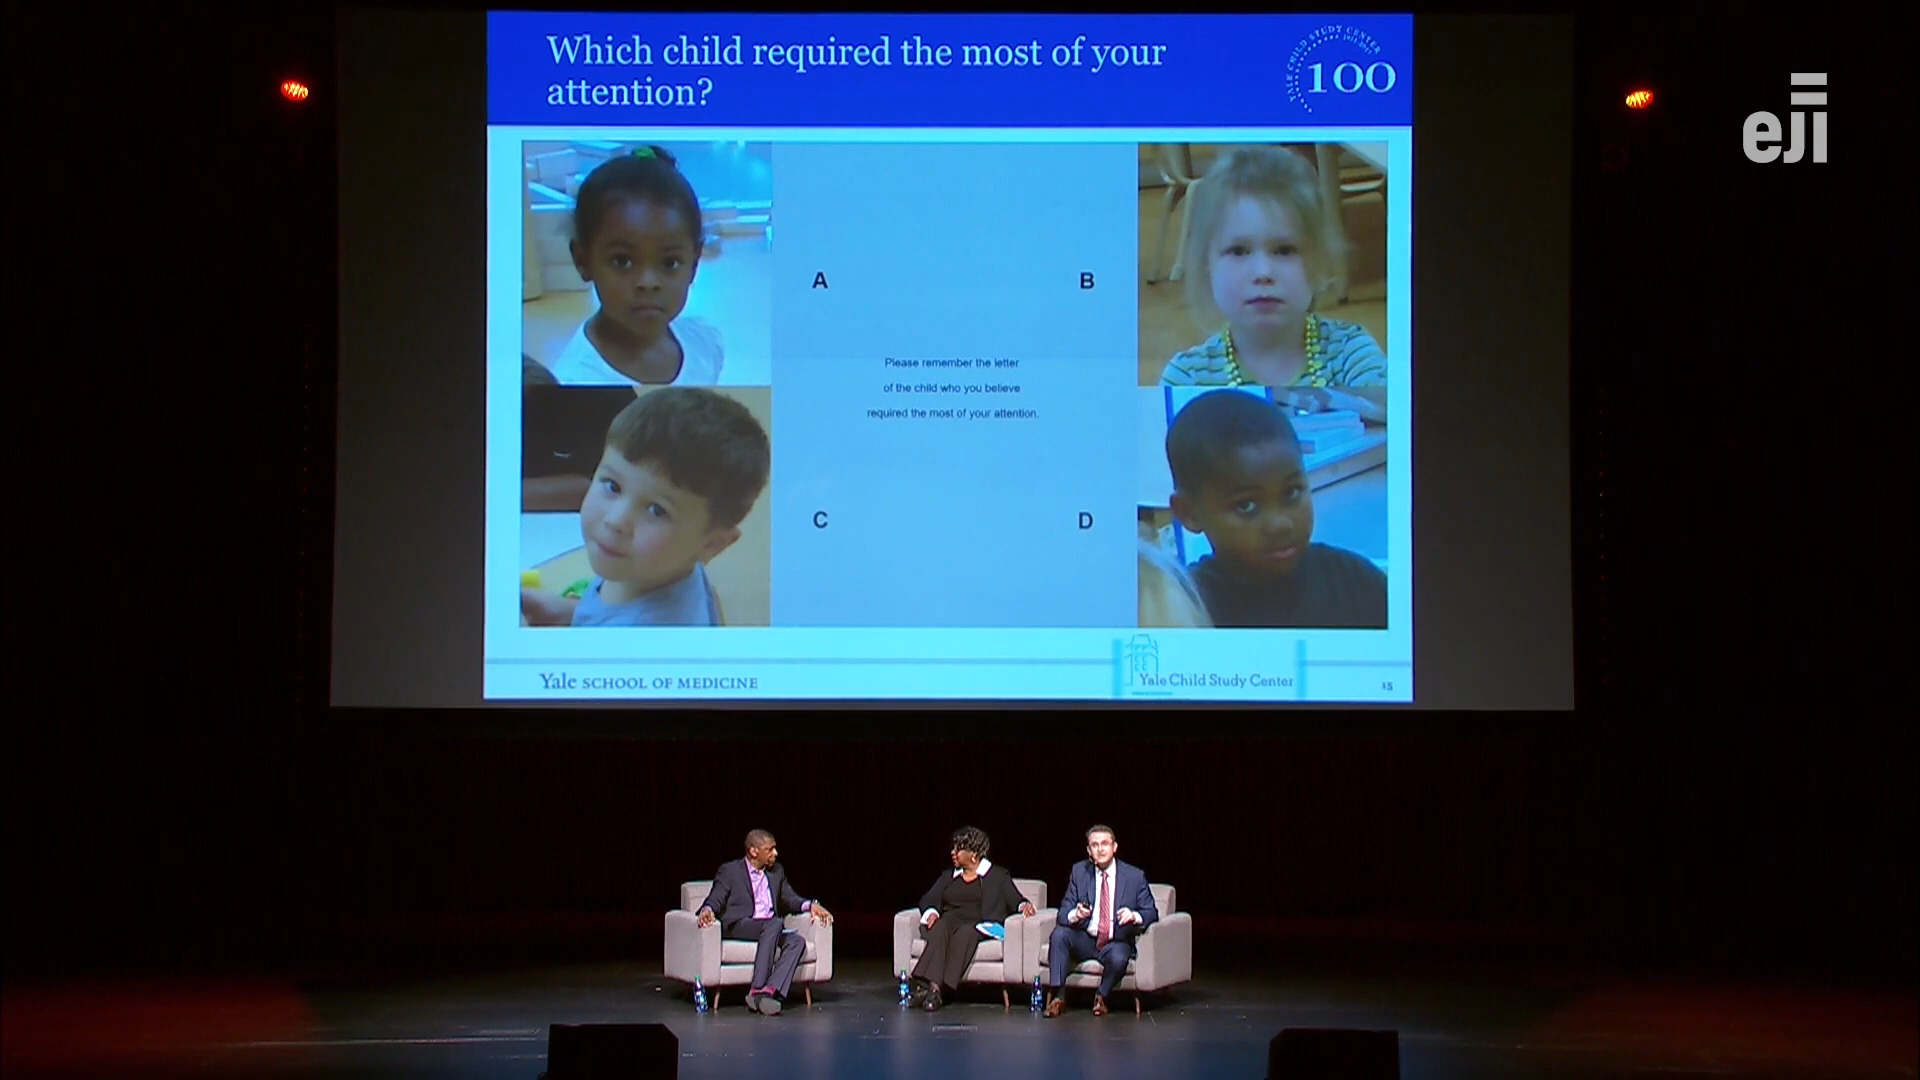 Which child required the most of your
attention?
YALE CHILD STUDY CENTER
100
eji
A
B
Please remember the letter
of the child who you believe
required the most of your attention.
C
D
Yale SCHOOL OF MEDICINE
Yale Child Study Center
15